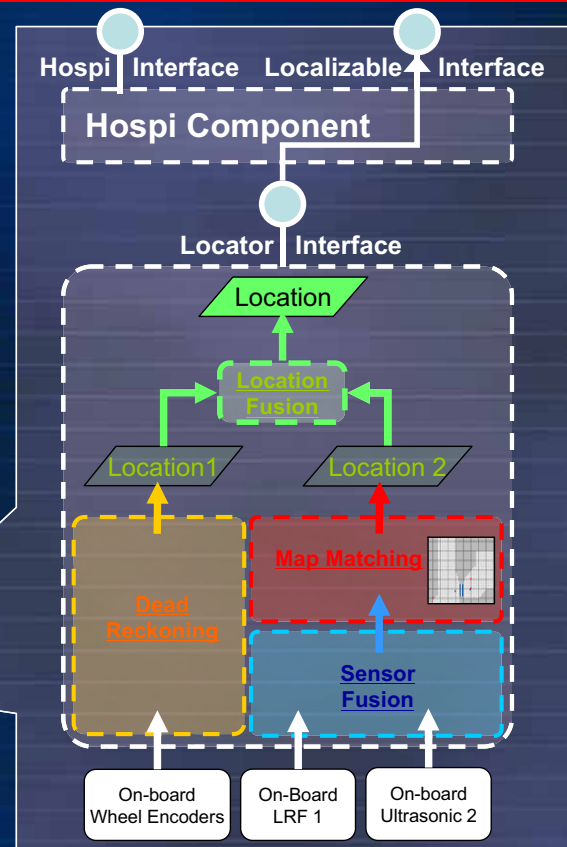 Hospi Interface
Localizable Interface
Hospi Component
Locator Interface
Location
Location
Fusion
Location1
Location 2
Map Matching
Dead
Reckoning
Sensor
Fusion
On-board
Wheel Encoders
On-Board
LRF 1
On-board
Ultrasonic 2